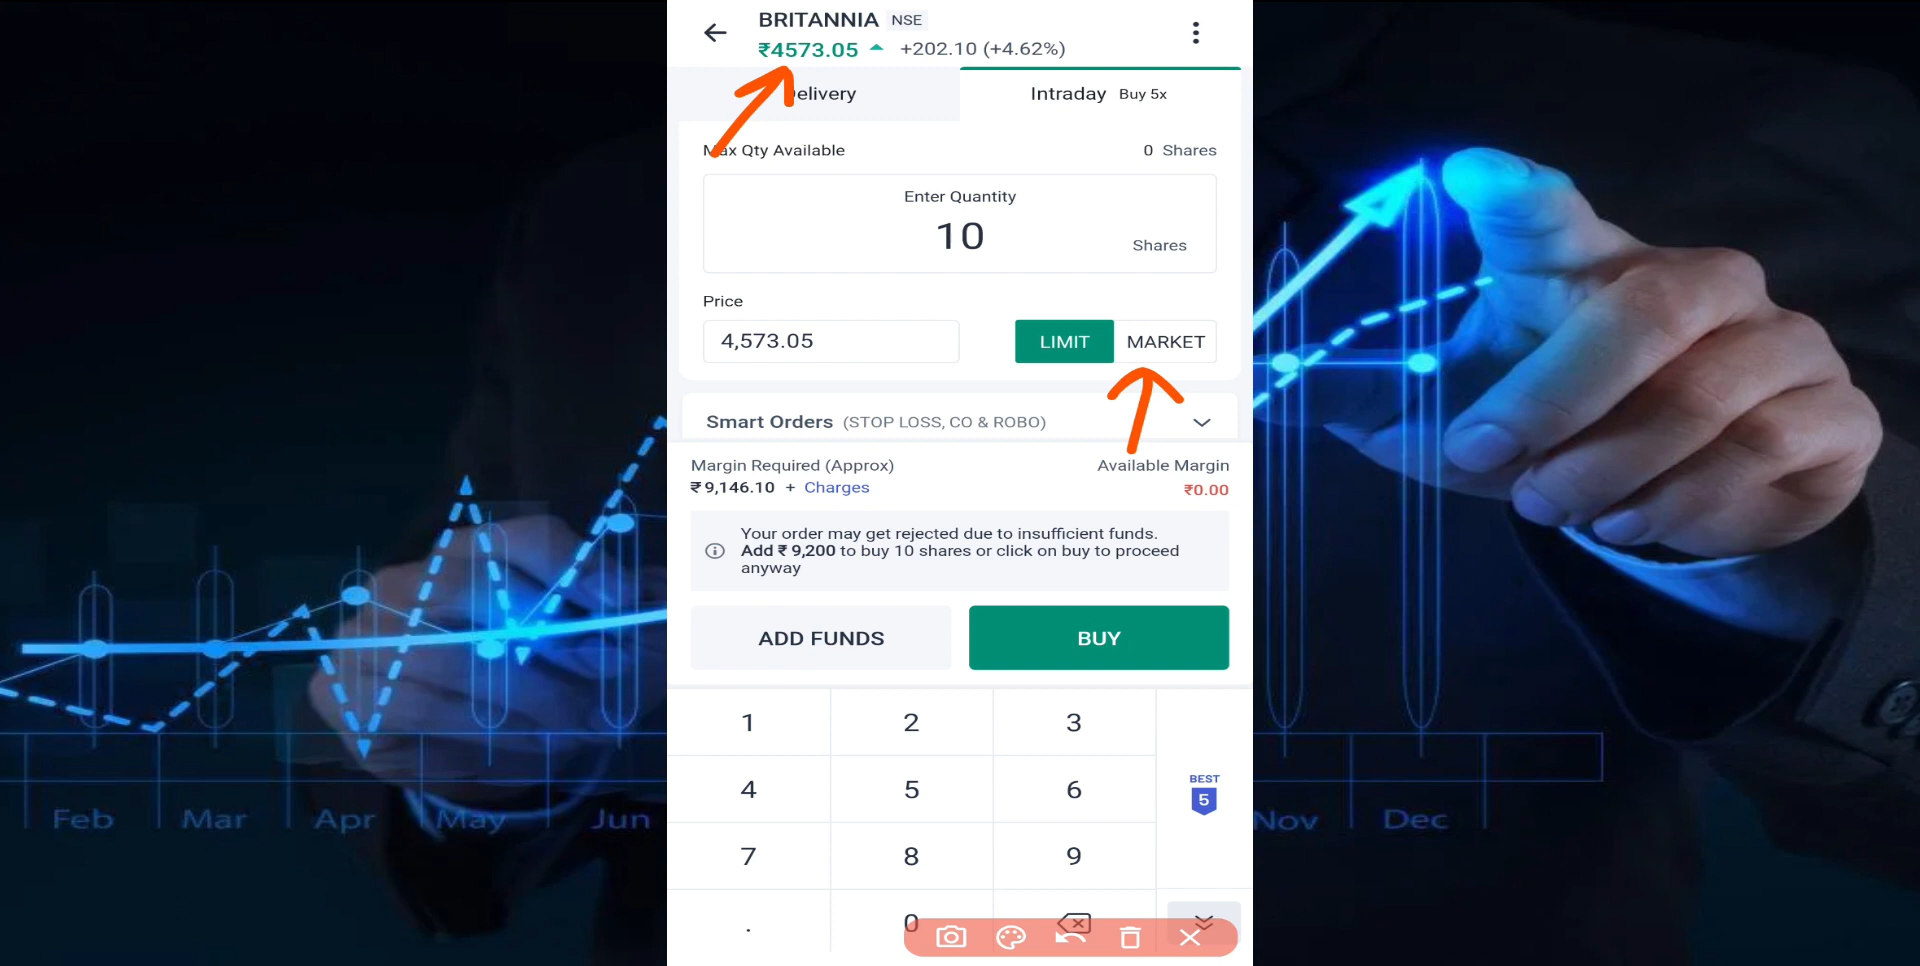 BRITANNIA NSE
₹4573.05 +202.10 (+4.62%)
elivery
Intraday Buy 5x
Max Qty Available
0 Shares
Enter Quantity
10
Shares
Price
4,573.05
LIMIT
MARKET
Smart Orders (STOP LOSS, CO & ROBO)
Margin Required (Approx)
Available Margin
₹ 9,146.10 + Charges
₹0.00
Your order may get rejected due to insufficient funds.
Add ₹ 9,200 to buy 10 shares or click on buy to proceed
anyway
ADD FUNDS
BUY
1 2 3
4 5 6
BEST
5
7 8 9
. 0
Feb Mar Apr May Jun Nov Dec